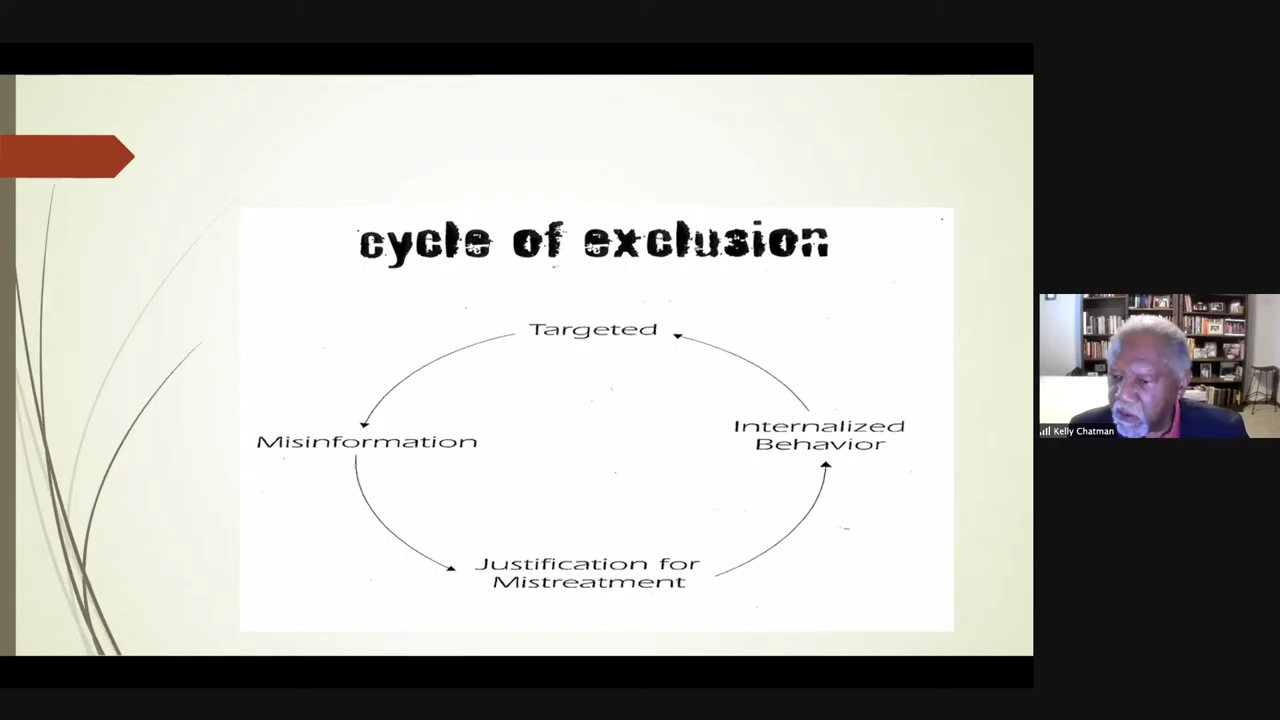 cycle of exclusion
Targeted
Misinformation
Internalized
Behavior
Justification for
Mistreatment
Kelly Chatman